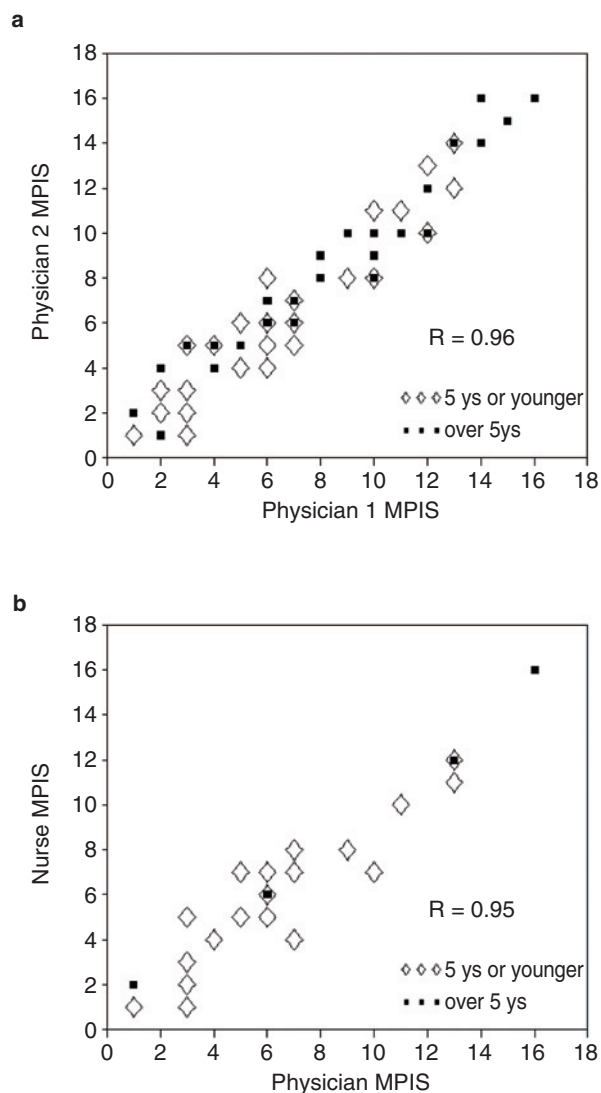 a
18
16
14
12
10
8
6
4
2
0
Physician 2 MPIS
R = 0.96
5 ys or younger
over 5ys
0 2 4 6 8 10 12 14 16 18
Physician 1 MPIS
b
18
16
14
12
10
8
6
4
2
0
Nurse MPIS
R = 0.95
5 ys or younger
over 5 ys
0 2 4 6 8 10 12 14 16 18
Physician MPIS